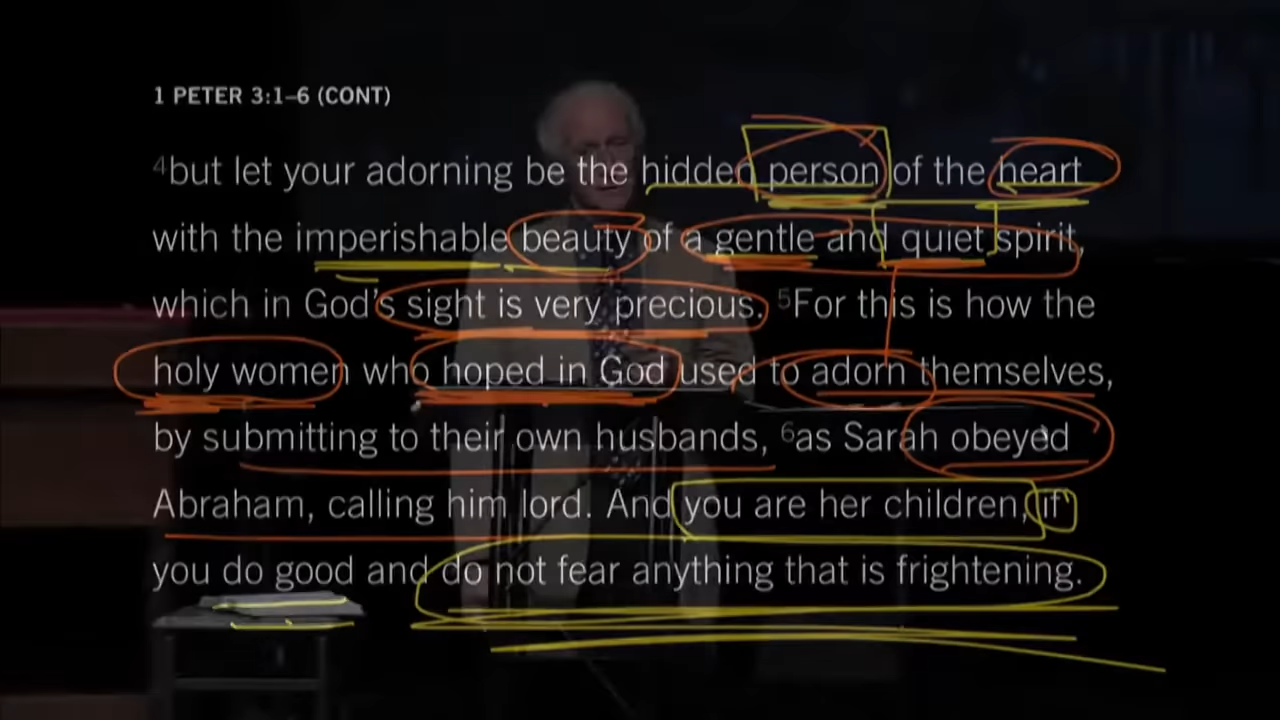 1 PETER 3:1–6 (CONT)
4but let your adorning be the hidden person of the heart
with the imperishable beauty of a gentle and quiet spirit,
which in God's sight is very precious. 5For this is how the
holy women who hoped in God used to adorn themselves,
by submitting to their own husbands, 6as Sarah obeyed
Abraham, calling him lord. And you are her children, if
you do good and do not fear anything that is frightening.